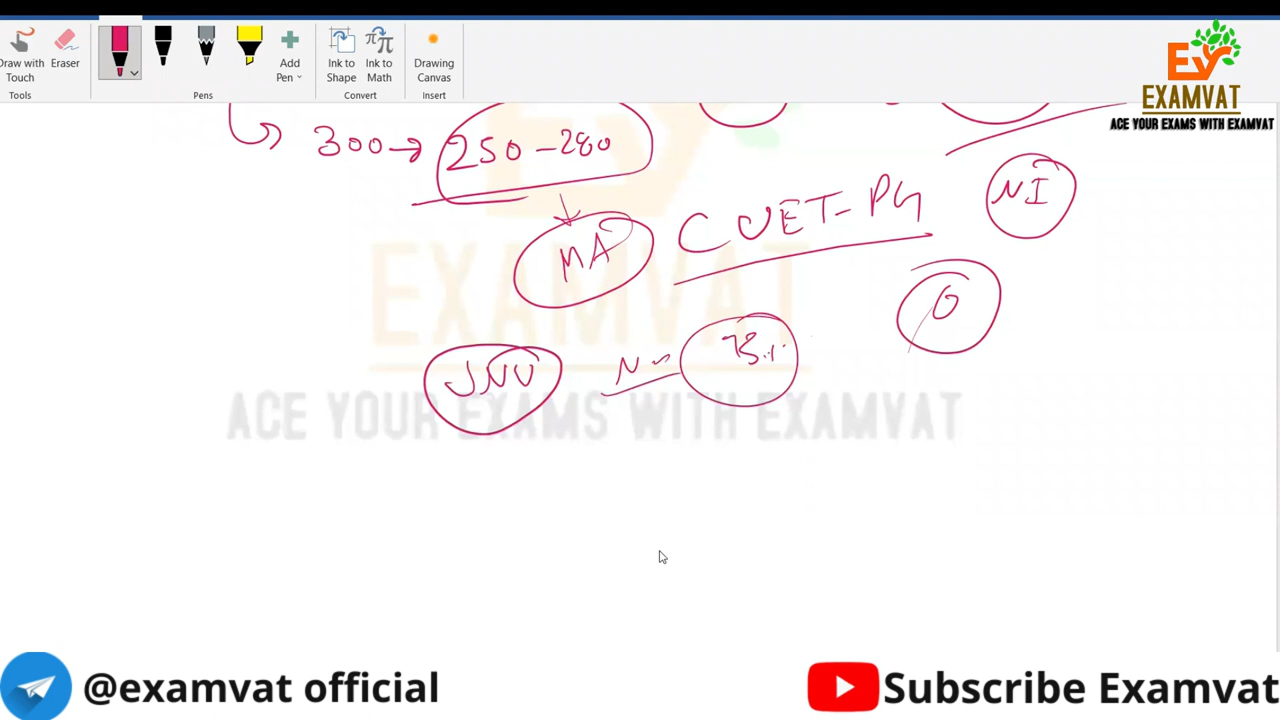 Draw with Touch
Eraser
Add Pen
Ink to Shape
Ink to Math
Drawing Canvas
Tools
Pens
Convert
Insert
EXAMVAT
ACE YOUR EXAMS WITH EXAMVAT
300 → 250 - 280
NI
CUET-PG
MA
0
JNU
ACE YOUR EXAMS WITH EXAMVAT
@examvat official
Subscribe Examvat